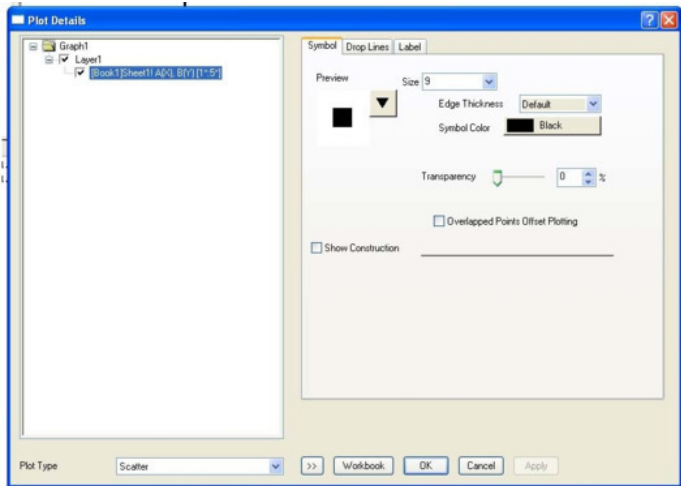 Plot Details
Graph1
Layer1
[Book1]Sheet1! A(X), B(Y) [1*:5*]
Symbol Drop Lines Label
Preview
Size 9
Edge Thickness Default
Symbol Color Black
Transparency 0 %
Overlapped Points Offset Plotting
Show Construction
Plot Type Scatter
>> Workbook OK Cancel Apply